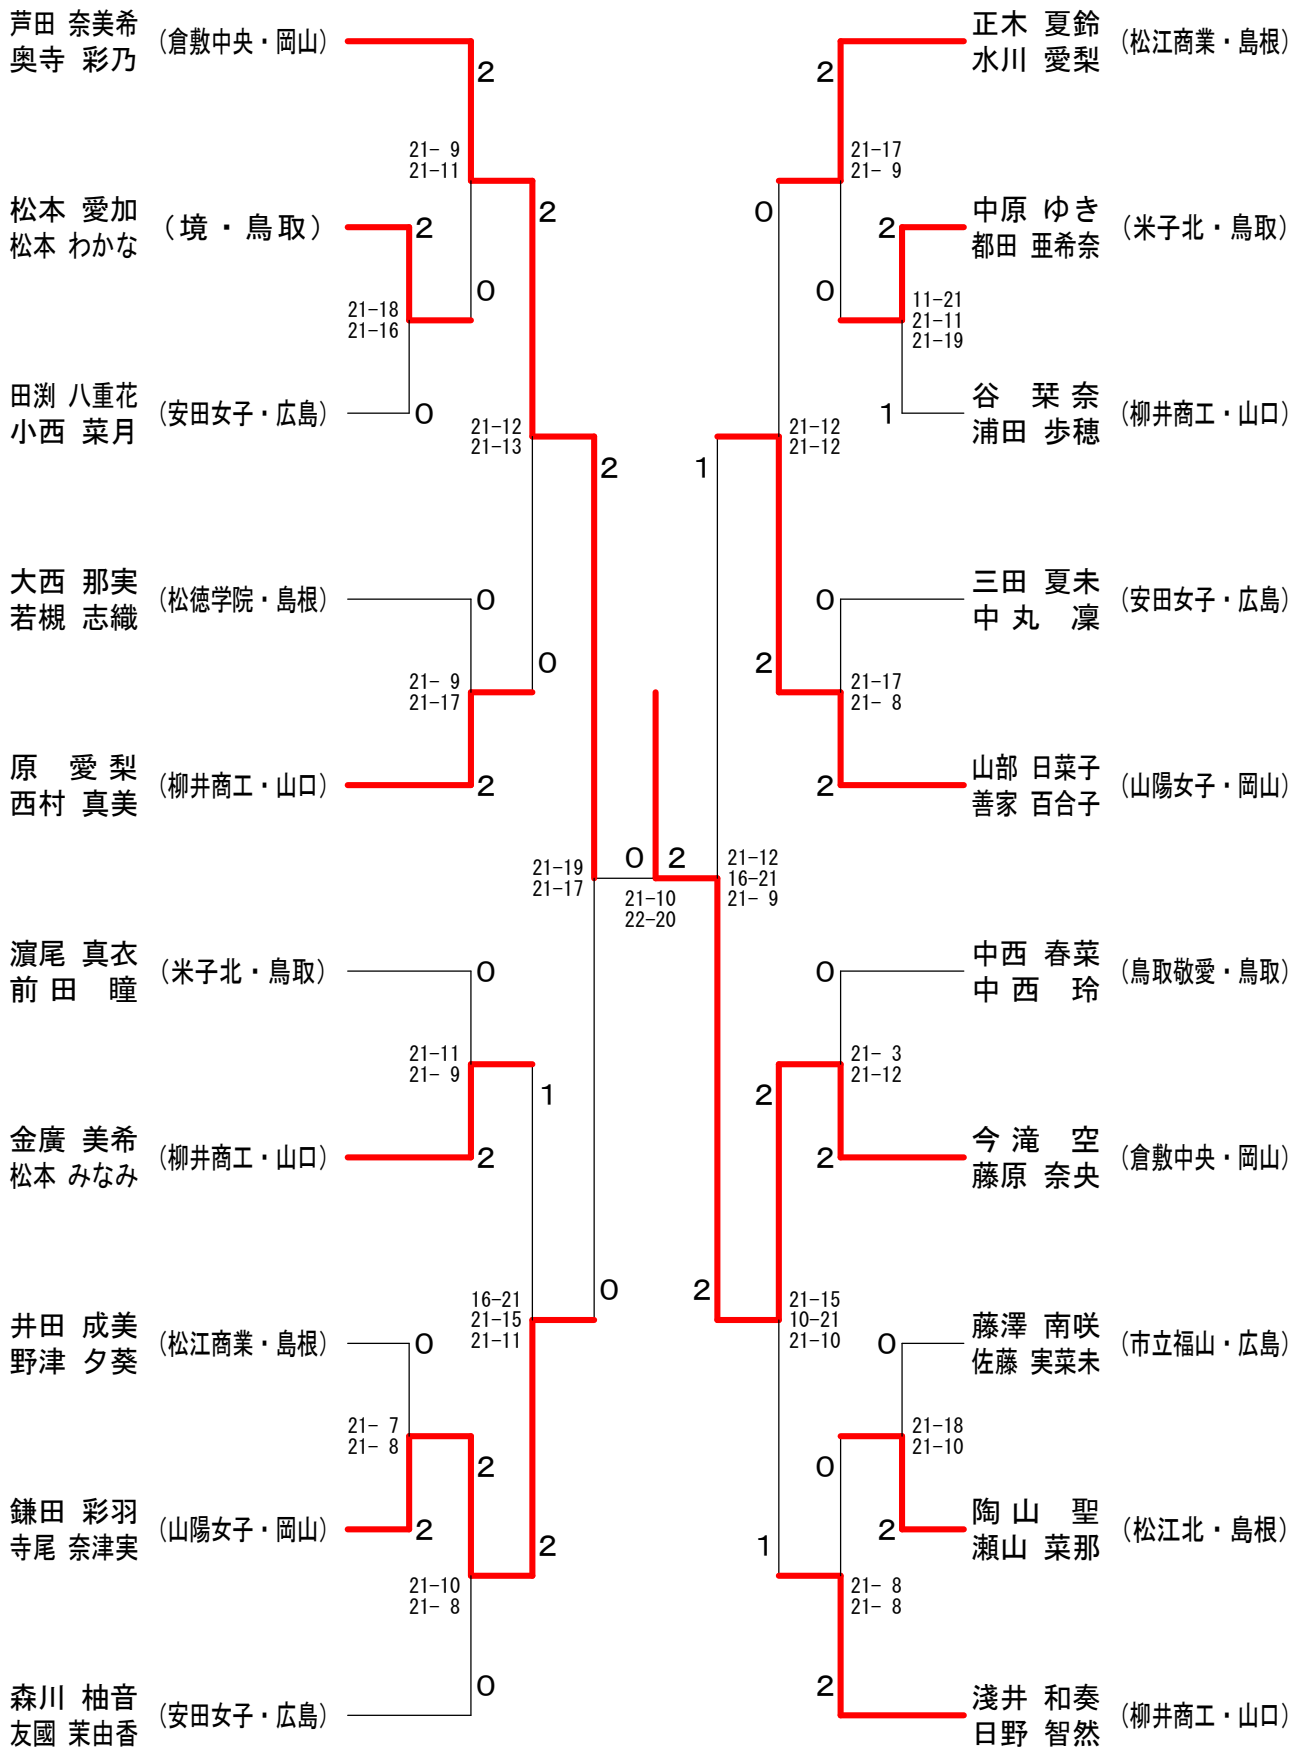 芦田 奈美希
奥寺 彩乃
(倉敷中央・岡山)
2
21- 9
21-11
2
松本 愛加
松本 わかな
(境・鳥取)
2
0
21-18
21-16
田渕 八重花
小西 菜月
(安田女子・広島)
0
21-12
21-13
2
大西 那実
若槻 志織
(松徳学院・島根)
0
0
21- 9
21-17
原 愛梨
西村 真美
(柳井商工・山口)
2
21-19
21-17
濵尾 真衣
前田 瞳
(米子北・鳥取)
0
21-11
21- 9
1
金廣 美希
松本 みなみ
(柳井商工・山口)
2
0
16-21
21-15
21-11
井田 成美
野津 夕葵
(松江商業・島根)
0
21- 7
21- 8
2
鎌田 彩羽
寺尾 奈津実
(山陽女子・岡山)
2
2
21-10
21- 8
森川 柚音
友國 茉由香
(安田女子・広島)
0
0
2
21-10
22-20
正木 夏鈴
水川 愛梨
(松江商業・島根)
2
21-17
21- 9
0
中原 ゆき
都田 亜希奈
(米子北・鳥取)
2
0
11-21
21-11
21-19
谷 栞奈
浦田 歩穂
(柳井商工・山口)
1
21-12
21-12
1
三田 夏未
中丸 凜
(安田女子・広島)
0
2
21-17
21- 8
山部 日菜子
善家 百合子
(山陽女子・岡山)
2
21-12
16-21
21- 9
中西 春菜
中西 玲
(鳥取敬愛・鳥取)
0
21- 3
21-12
2
今滝 空
藤原 奈央
(倉敷中央・岡山)
2
2
21-15
10-21
21-10
藤澤 南咲
佐藤 実菜未
(市立福山・広島)
0
21-18
21-10
0
陶山 聖
瀬山 菜那
(松江北・島根)
2
1
21- 8
21- 8
淺井 和奏
日野 智然
(柳井商工・山口)
2